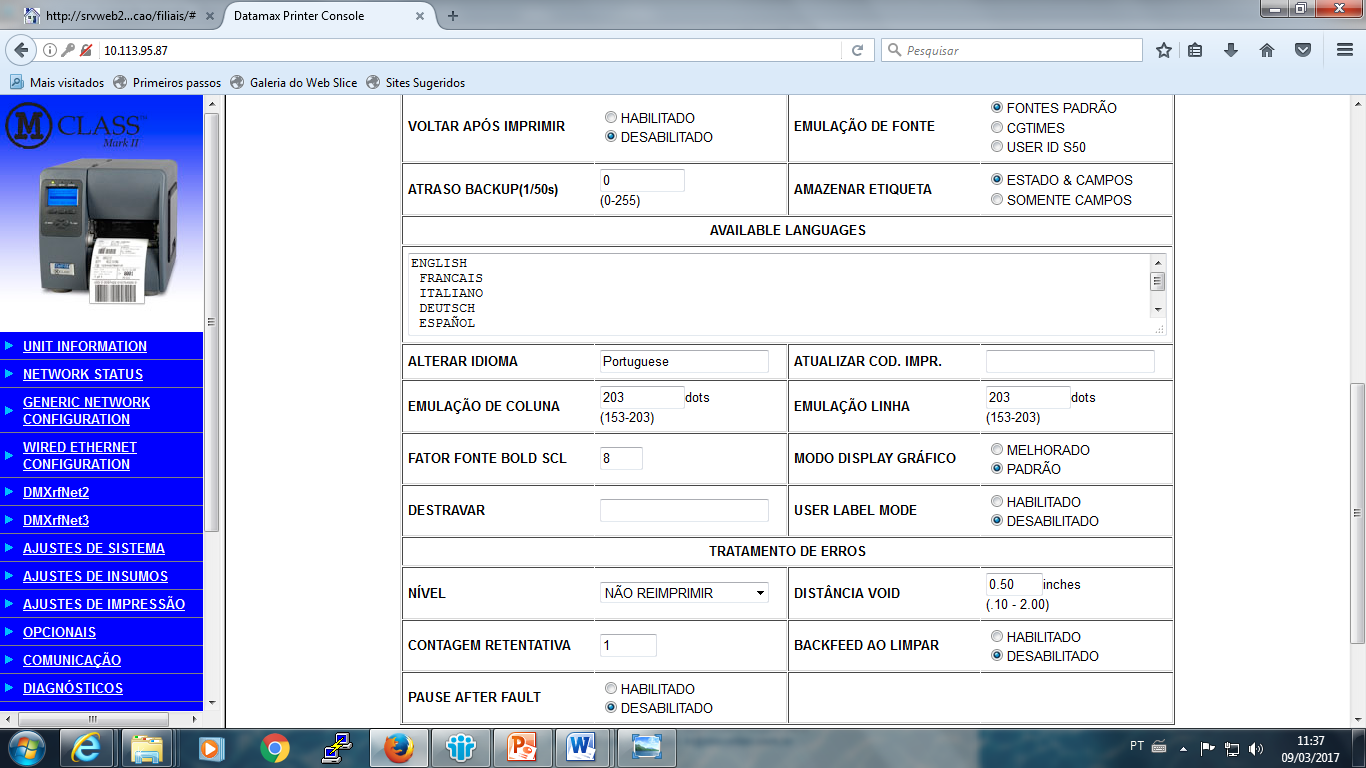 http://srvweb2...cao/filiais/#
Datamax Printer Console
10.113.95.87
Pesquisar
Mais visitados
Primeiros passos
Galeria do Web Slice
Sites Sugeridos
M CLASS™
Mark II
UNIT INFORMATION
NETWORK STATUS
GENERIC NETWORK
CONFIGURATION
WIRED ETHERNET
CONFIGURATION
DMXrfNet2
DMXrfNet3
AJUSTES DE SISTEMA
AJUSTES DE INSUMOS
AJUSTES DE IMPRESSÃO
OPCIONAIS
COMUNICAÇÃO
DIAGNÓSTICOS
VOLTAR APÓS IMPRIMIR
HABILITADO
DESABILITADO
EMULAÇÃO DE FONTE
FONTES PADRÃO
CGTIMES
USER ID S50
ATRASO BACKUP(1/50s)
0
(0-255)
AMAZENAR ETIQUETA
ESTADO & CAMPOS
SOMENTE CAMPOS
AVAILABLE LANGUAGES
ENGLISH
FRANCAIS
ITALIANO
DEUTSCH
ESPAÑOL
ALTERAR IDIOMA
Portuguese
ATUALIZAR COD. IMPR.
EMULAÇÃO DE COLUNA
203 dots
(153-203)
EMULAÇÃO LINHA
203 dots
(153-203)
FATOR FONTE BOLD SCL
8
MODO DISPLAY GRÁFICO
MELHORADO
PADRÃO
DESTRAVAR
USER LABEL MODE
HABILITADO
DESABILITADO
TRATAMENTO DE ERROS
NÍVEL
NÃO REIMPRIMIR
DISTÂNCIA VOID
0.50 inches
(.10 - 2.00)
CONTAGEM RETENTATIVA
1
BACKFEED AO LIMPAR
HABILITADO
DESABILITADO
PAUSE AFTER FAULT
HABILITADO
DESABILITADO
PT
11:37
09/03/2017